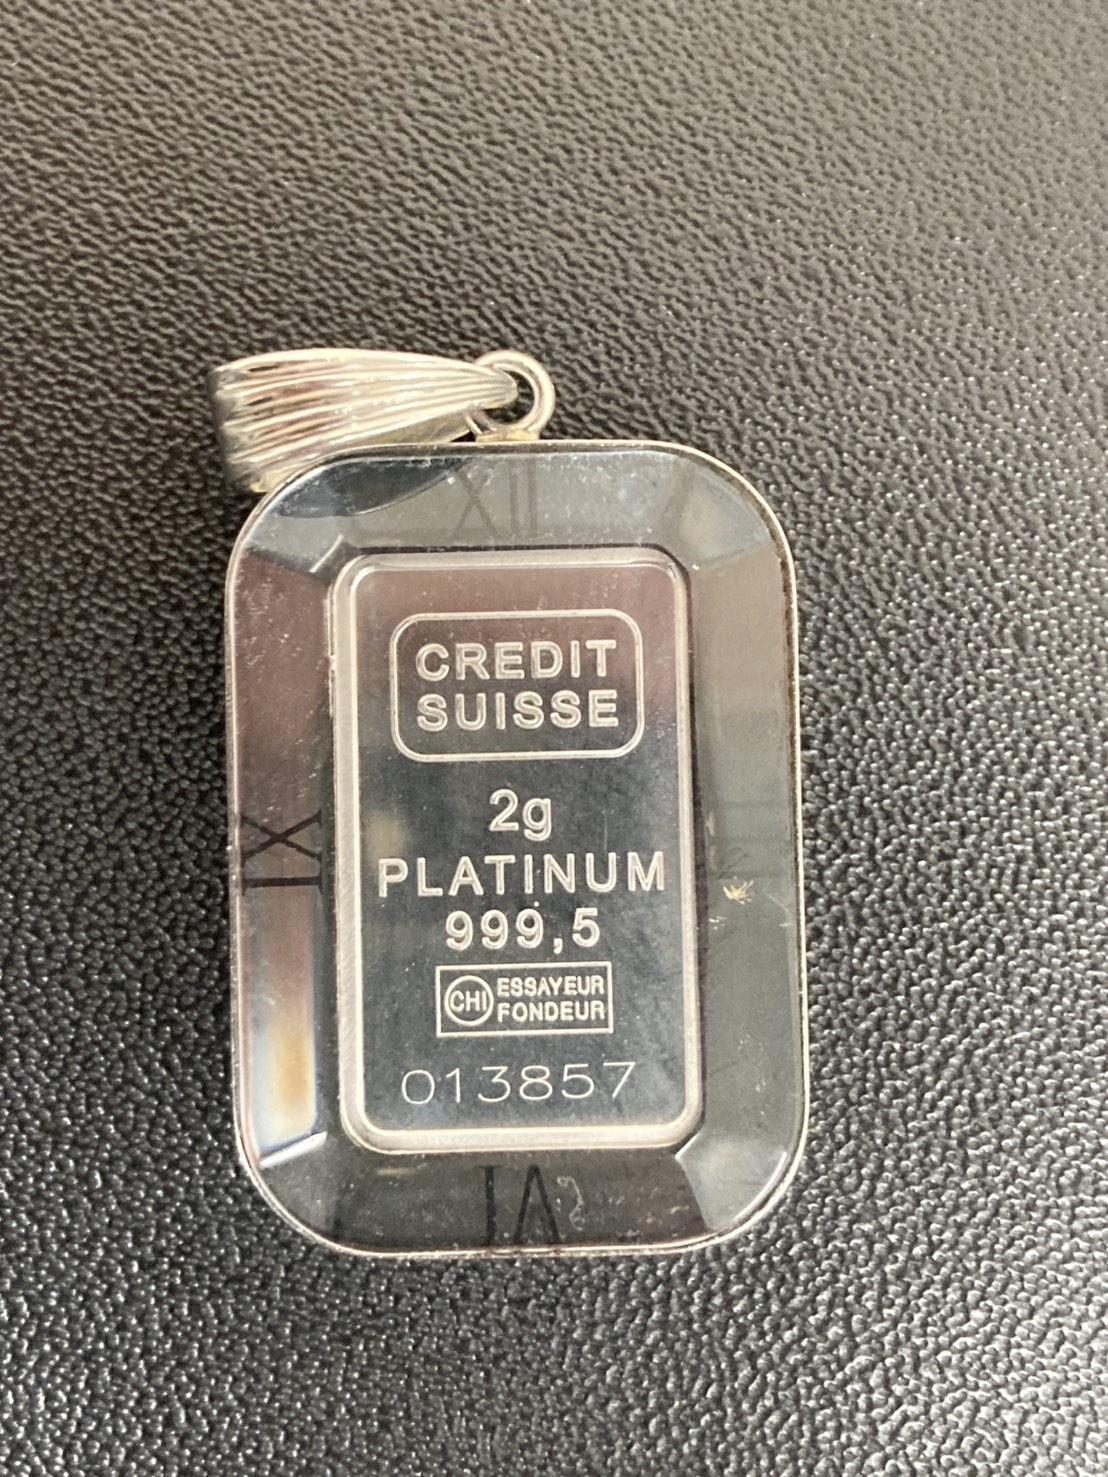 XII
CREDIT
SUISSE
2g
PLATINUM
999,5
IX
CHI ESSAYEUR
FONDEUR
013857
VI